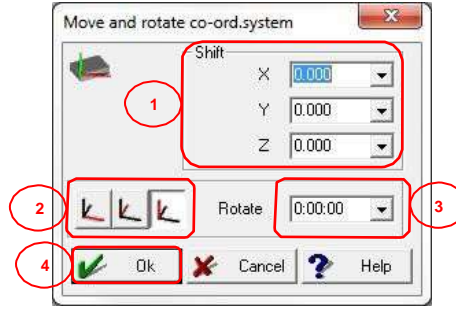 Move and rotate co-ord.system
Shift
1
X 0.000
Y 0.000
Z 0.000
2
Rotate 0:00:00
3
4
Ok Cancel Help